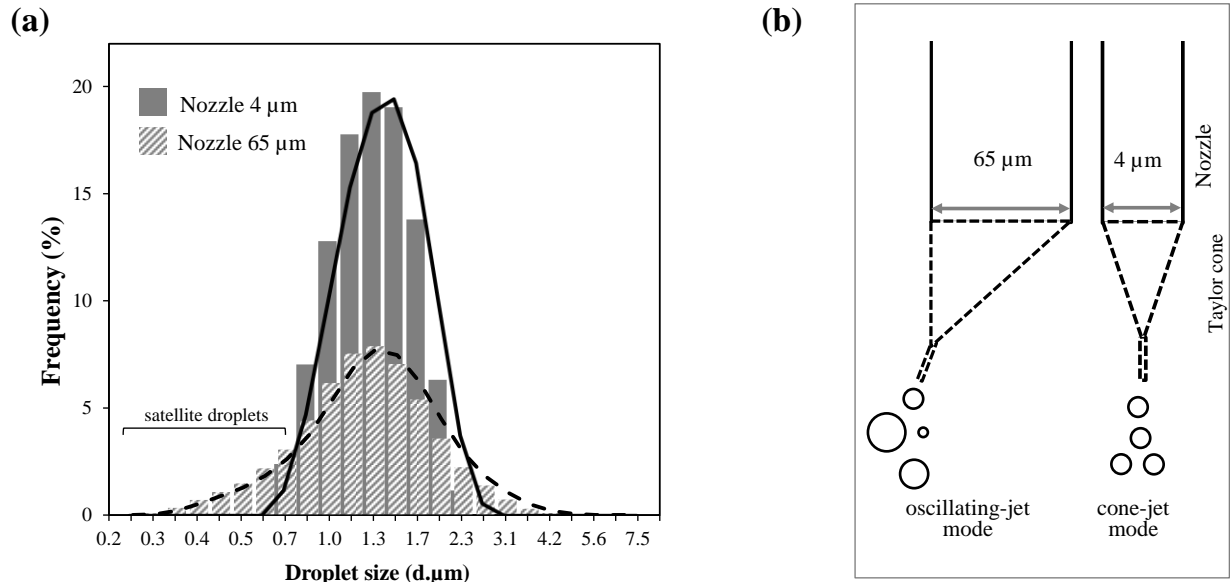 (a)
20
15
10
5
0
Frequency (%)
Nozzle 4 µm
Nozzle 65 µm
satellite droplets
0.2 0.3 0.4 0.5 0.7 1.0 1.3 1.7 2.3 3.1 4.2 5.6 7.5
Droplet size (d.µm)
(b)
65 µm
4 µm
Nozzle
Taylor cone
oscillating-jet
mode
cone-jet
mode